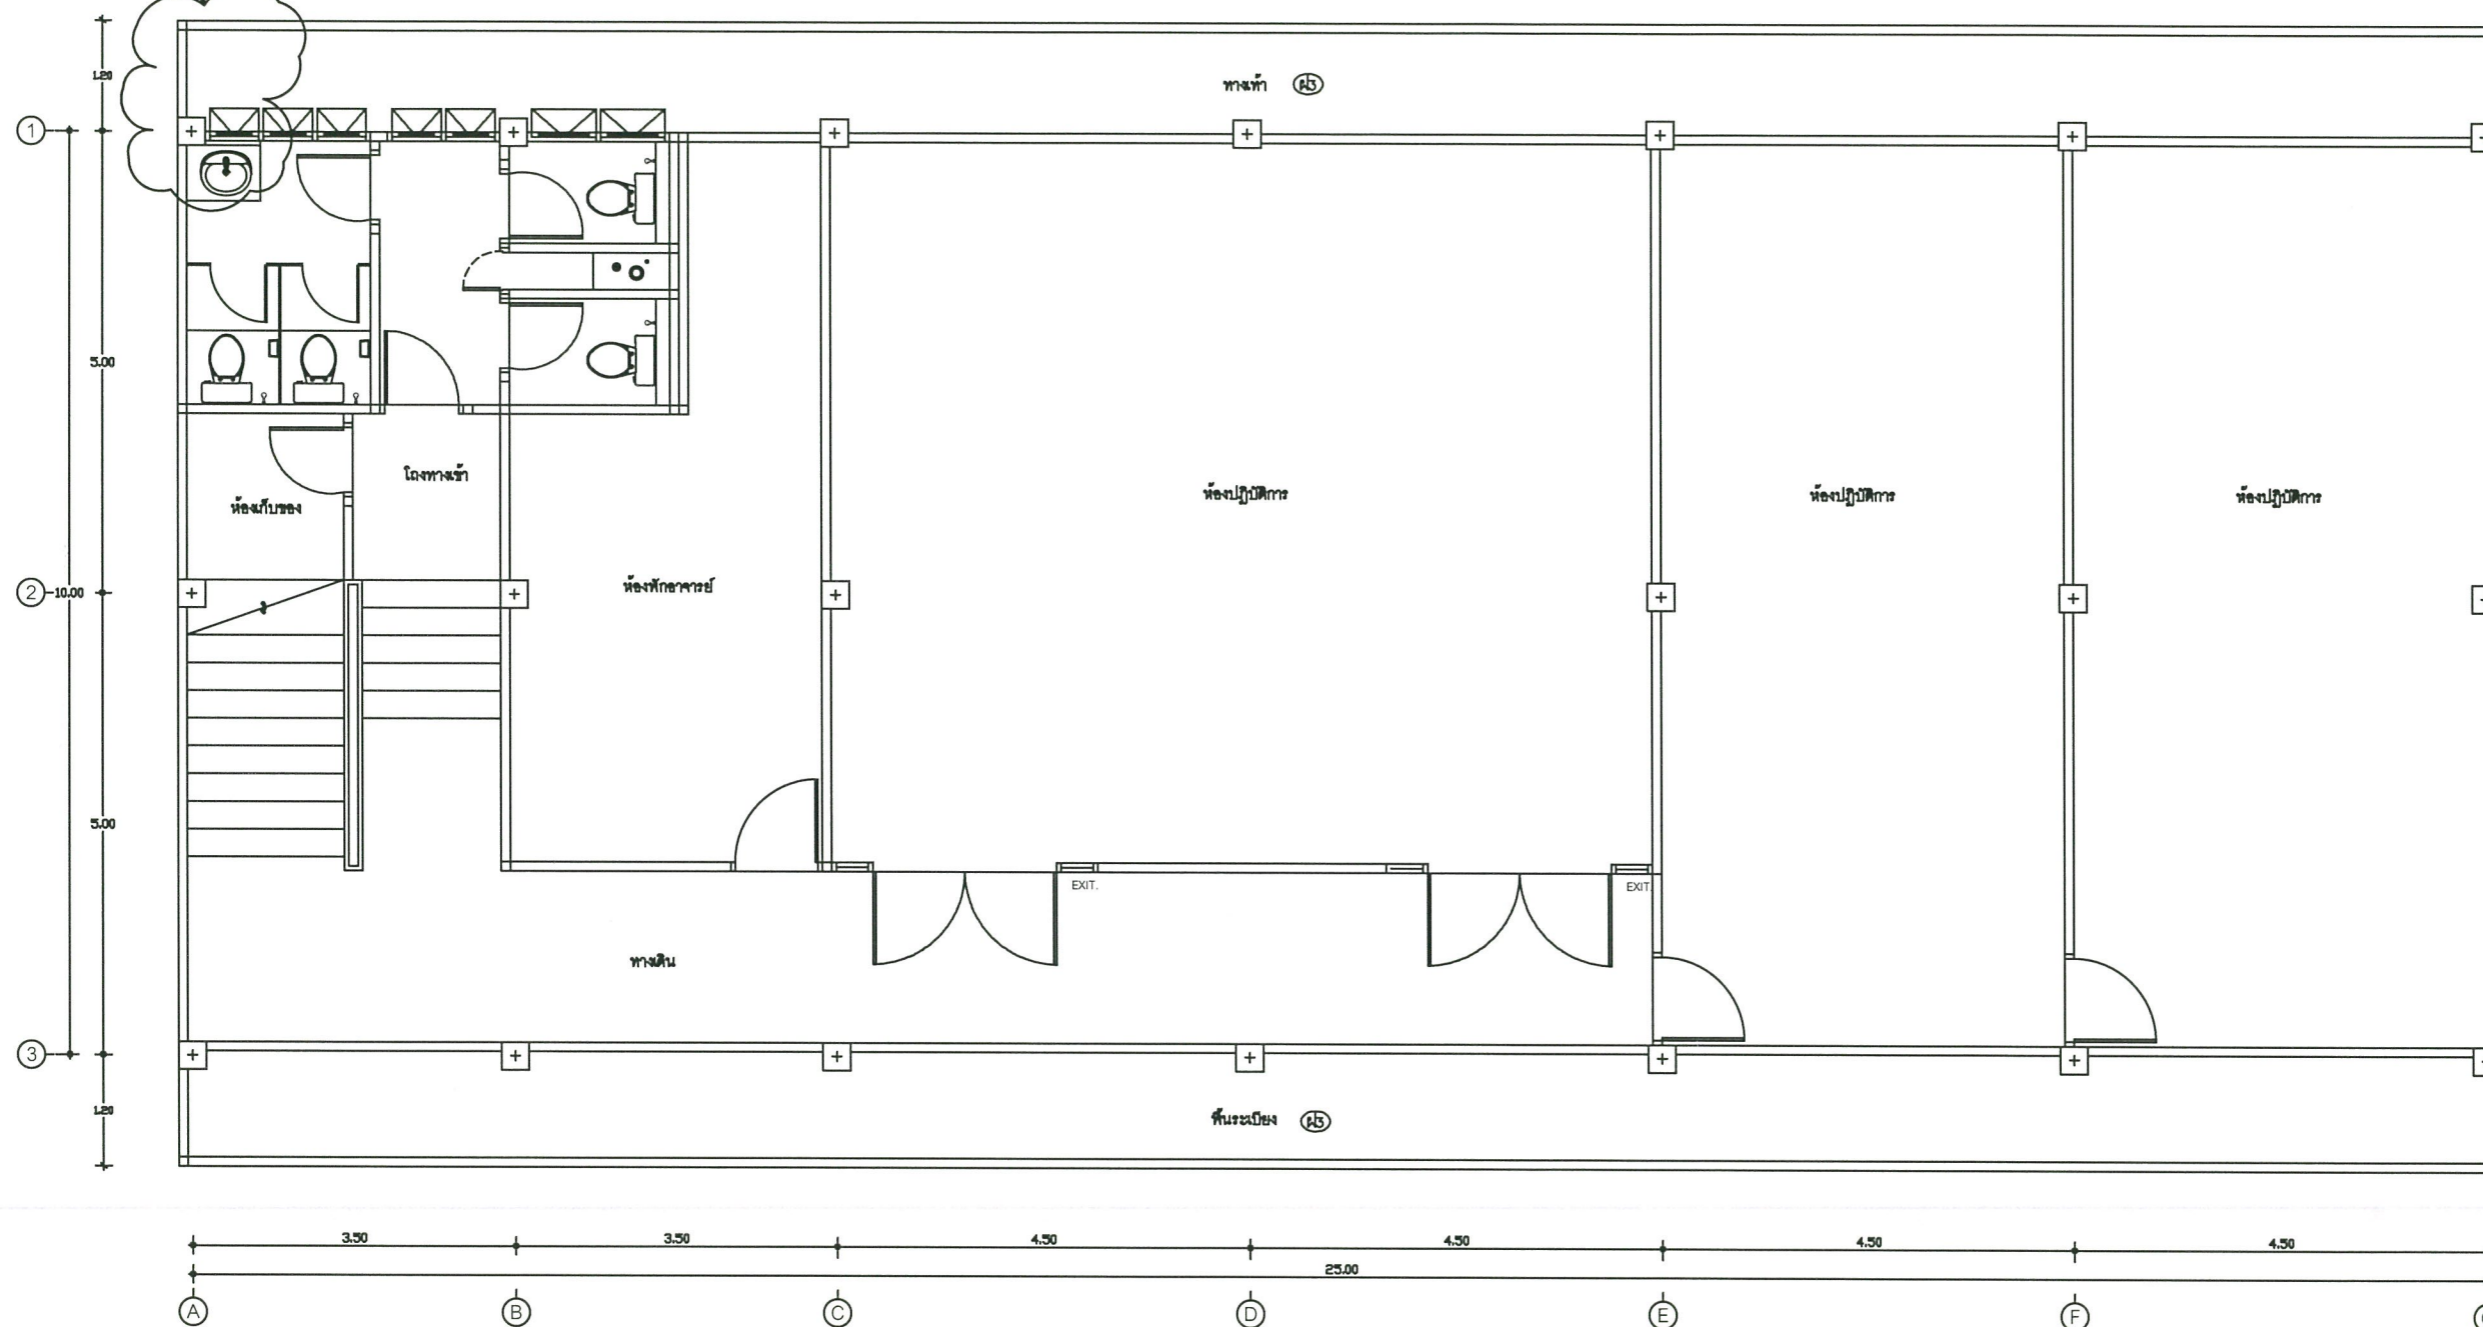 1.20
ทางเท้า ฝ3
1
5.00
โถงทางเข้า
ห้องเก็บของ
ห้องปฏิบัติการ
ห้องปฏิบัติการ
ห้องปฏิบัติการ
ห้องพักอาจารย์
2
10.00
5.00
EXIT.
EXIT.
ทางเดิน
3
1.20
พื้นระเบียง ฝ3
3.50
3.50
4.50
4.50
4.50
4.50
25.00
A
B
C
D
E
F